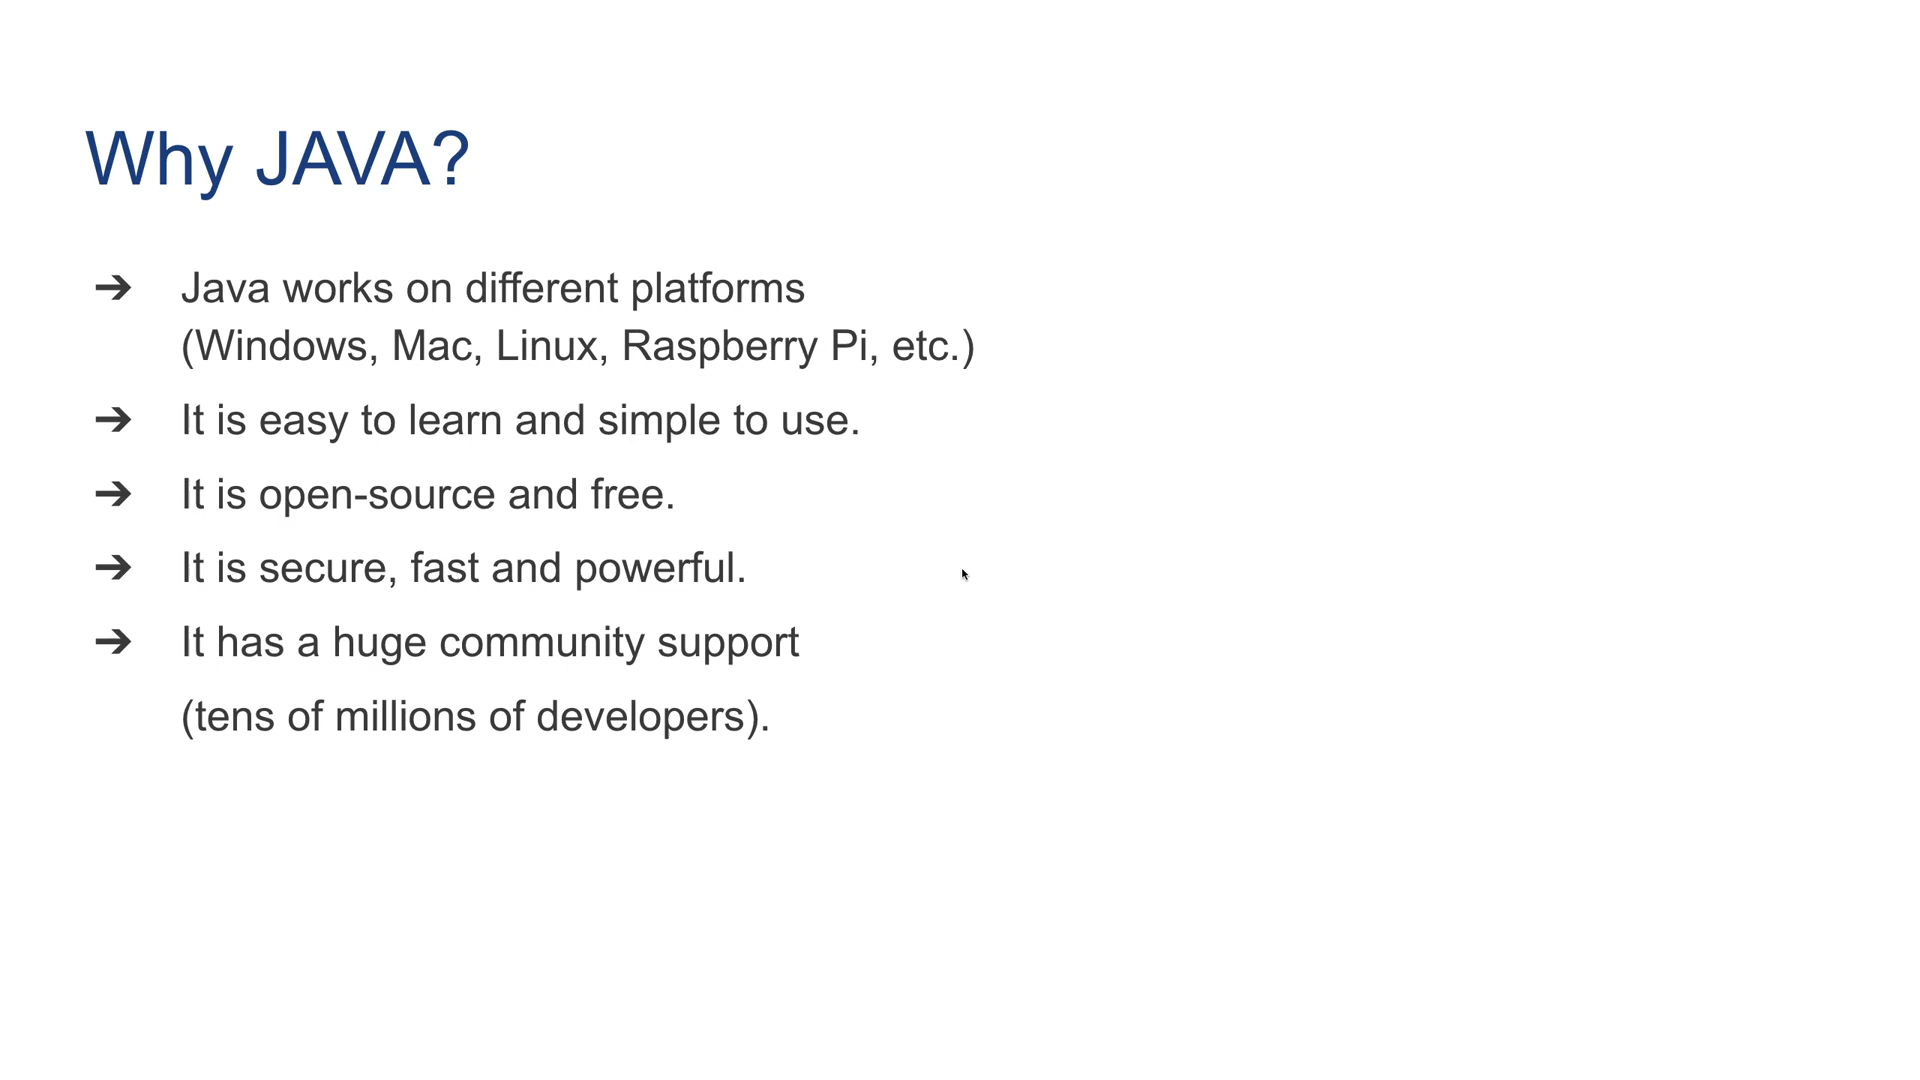 Why JAVA?
➔ Java works on different platforms
(Windows, Mac, Linux, Raspberry Pi, etc.)
➔ It is easy to learn and simple to use.
➔ It is open-source and free.
➔ It is secure, fast and powerful.
➔ It has a huge community support
(tens of millions of developers).